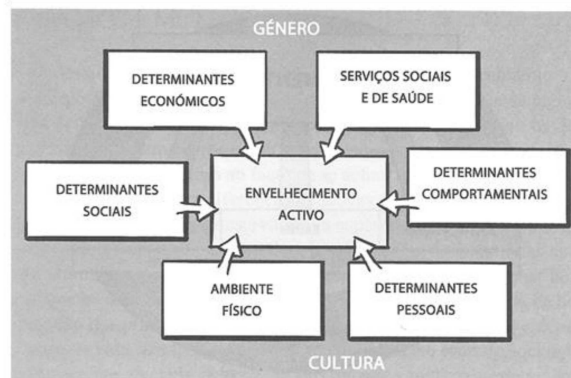 GÉNERO
DETERMINANTES
ECONÓMICOS
SERVIÇOS SOCIAIS
E DE SAÚDE
DETERMINANTES
SOCIAIS
ENVELHECIMENTO
ACTIVO
DETERMINANTES
COMPORTAMENTAIS
AMBIENTE
FÍSICO
DETERMINANTES
PESSOAIS
CULTURA